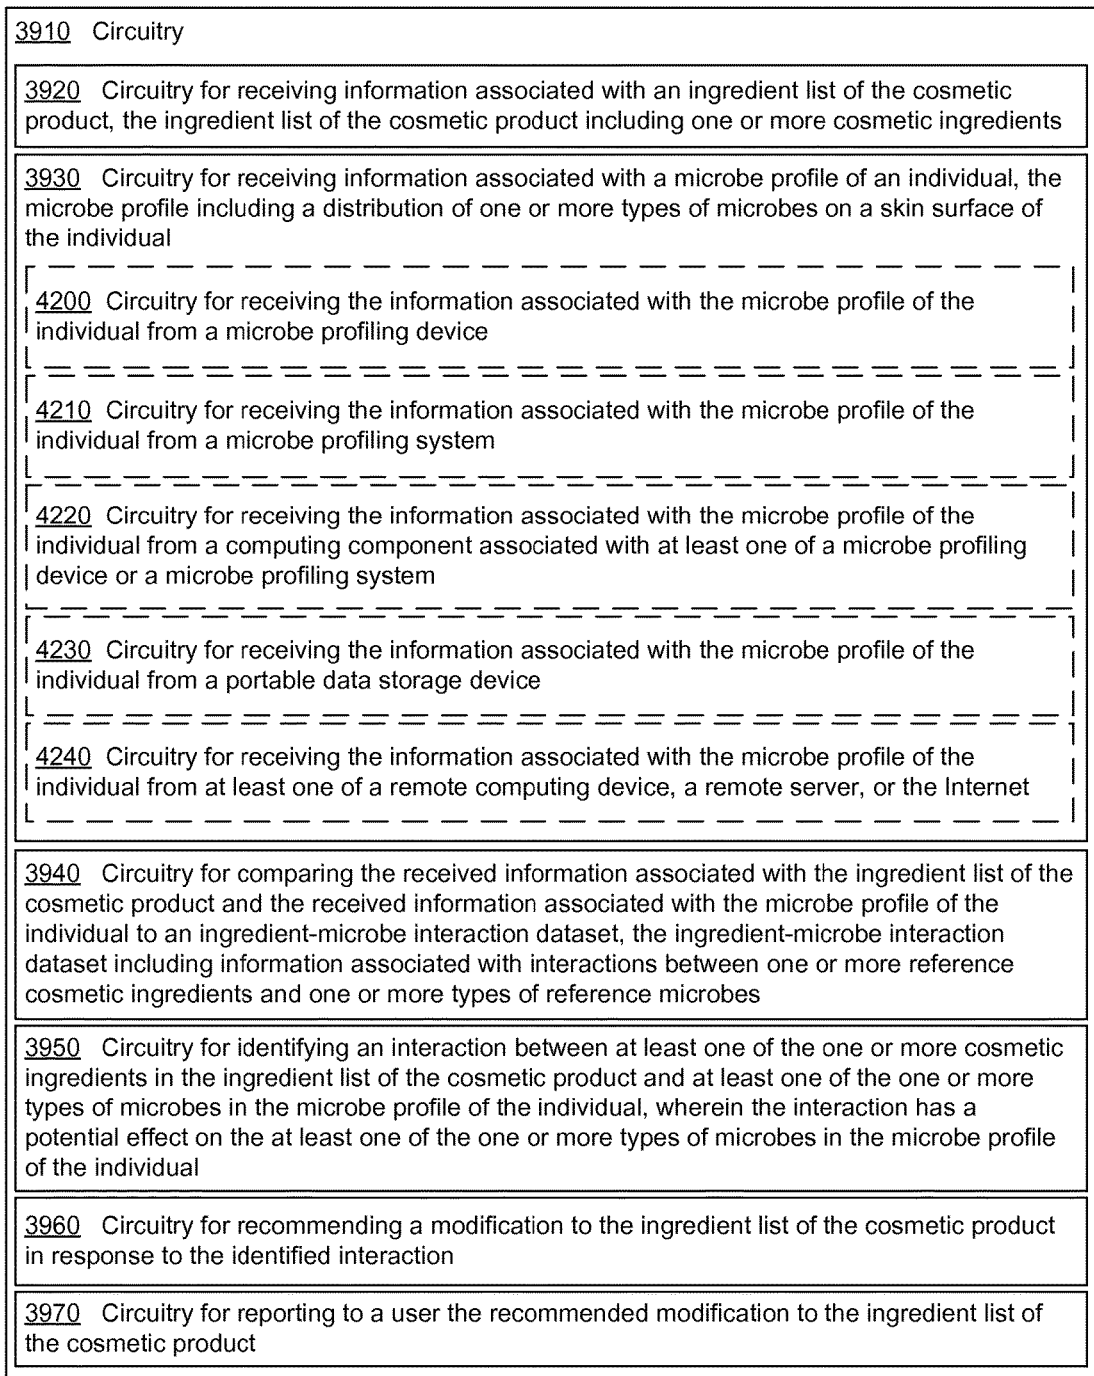 3910 Circuitry
3920 Circuitry for receiving information associated with an ingredient list of the cosmetic
product, the ingredient list of the cosmetic product including one or more cosmetic ingredients
3930 Circuitry for receiving information associated with a microbe profile of an individual, the
microbe profile including a distribution of one or more types of microbes on a skin surface of
the individual
4200 Circuitry for receiving the information associated with the microbe profile of the
individual from a microbe profiling device
4210 Circuitry for receiving the information associated with the microbe profile of the
individual from a microbe profiling system
4220 Circuitry for receiving the information associated with the microbe profile of the
individual from a computing component associated with at least one of a microbe profiling
device or a microbe profiling system
4230 Circuitry for receiving the information associated with the microbe profile of the
individual from a portable data storage device
4240 Circuitry for receiving the information associated with the microbe profile of the
individual from at least one of a remote computing device, a remote server, or the Internet
3940 Circuitry for comparing the received information associated with the ingredient list of the
cosmetic product and the received information associated with the microbe profile of the
individual to an ingredient-microbe interaction dataset, the ingredient-microbe interaction
dataset including information associated with interactions between one or more reference
cosmetic ingredients and one or more types of reference microbes
3950 Circuitry for identifying an interaction between at least one of the one or more cosmetic
ingredients in the ingredient list of the cosmetic product and at least one of the one or more
types of microbes in the microbe profile of the individual, wherein the interaction has a
potential effect on the at least one of the one or more types of microbes in the microbe profile
of the individual
3960 Circuitry for recommending a modification to the ingredient list of the cosmetic product
in response to the identified interaction
3970 Circuitry for reporting to a user the recommended modification to the ingredient list of
the cosmetic product